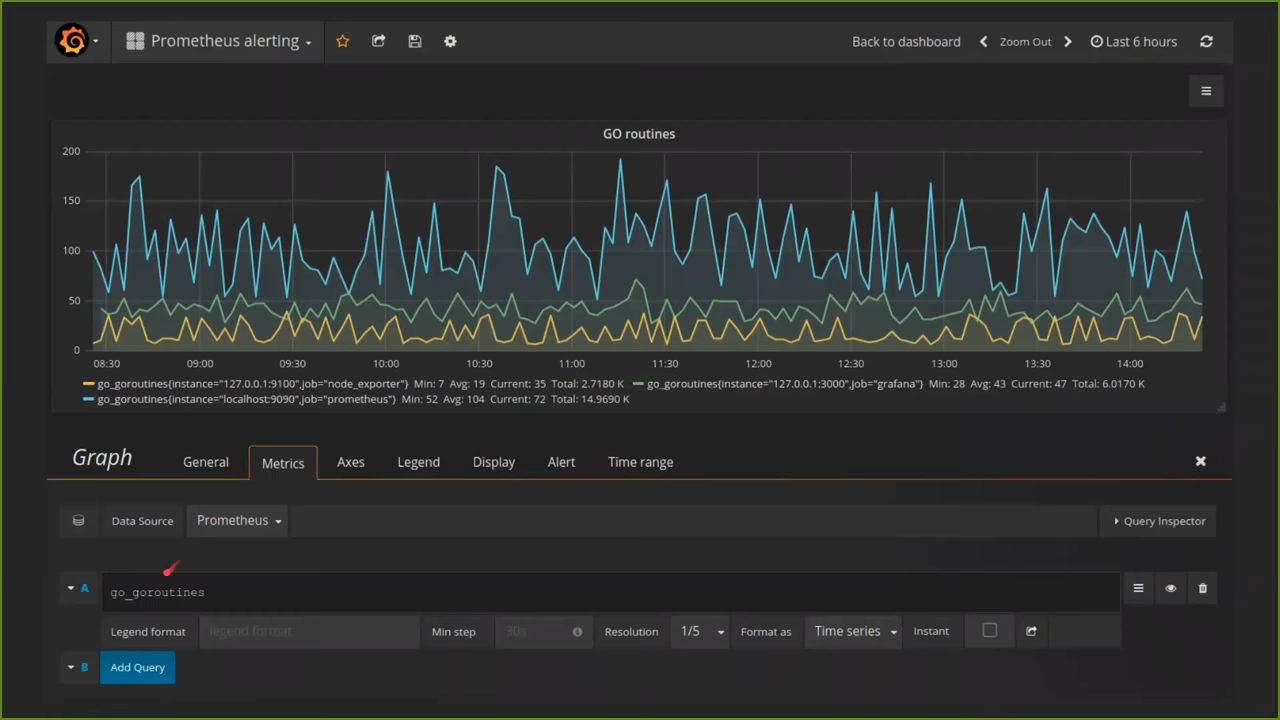 Prometheus alerting
Back to dashboard
Zoom Out
Last 6 hours
GO routines
200
150
100
50
0
08:30 09:00 09:30 10:00 10:30 11:00 11:30 12:00 12:30 13:00 13:30 14:00
go_goroutines{instance="127.0.0.1:9100",job="node_exporter"} Min: 7 Avg: 19 Current: 35 Total: 2.7180 K go_goroutines{instance="127.0.0.1:3000",job="grafana"} Min: 28 Avg: 43 Current: 47 Total: 6.0170 K
go_goroutines{instance="localhost:9090",job="prometheus"} Min: 52 Avg: 104 Current: 72 Total: 14.9690 K
Graph General Metrics Axes Legend Display Alert Time range
Data Source Prometheus Query Inspector
A go_goroutines
Legend format legend format Min step 30s Resolution 1/5 Format as Time series Instant
B Add Query